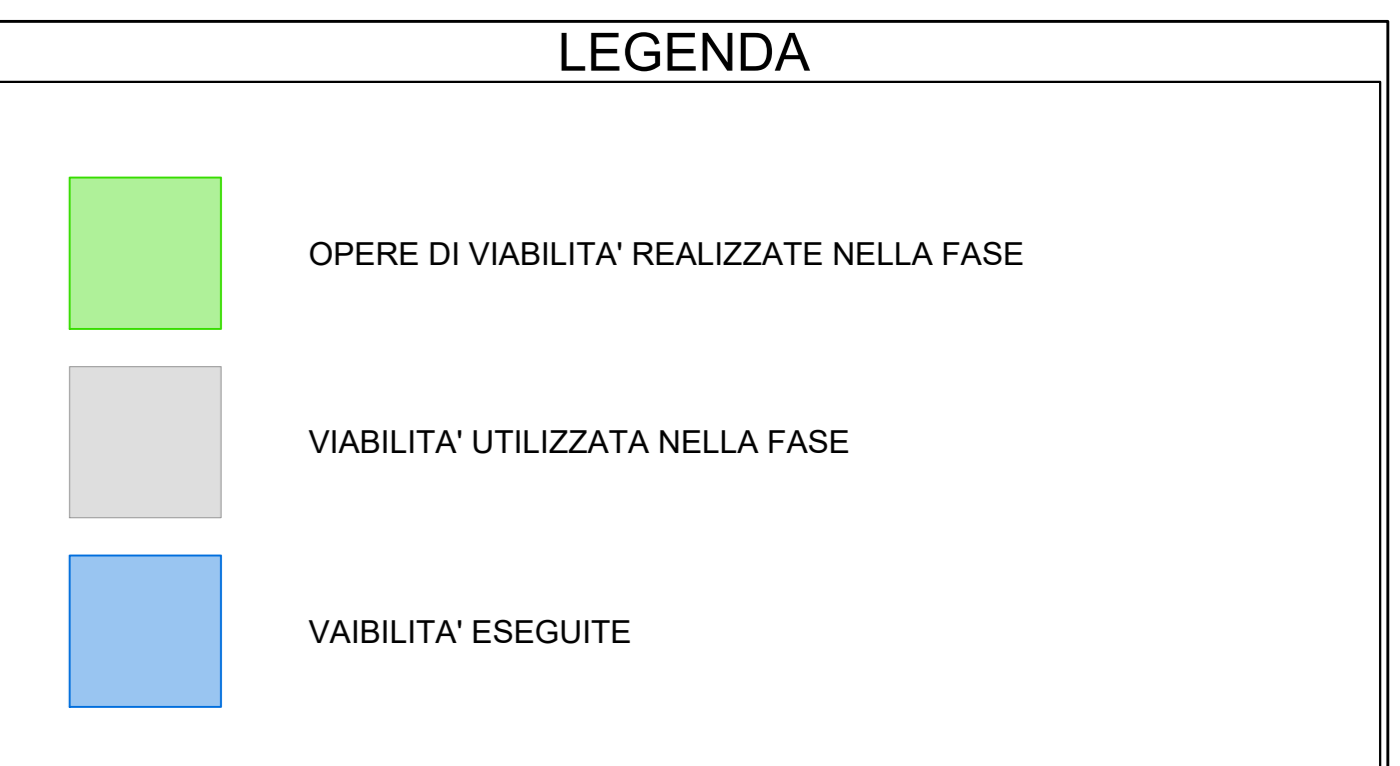 LEGENDA
OPERE DI VIABILITA' REALIZZATE NELLA FASE
VIABILITA' UTILIZZATA NELLA FASE
VAIBILITA' ESEGUITE